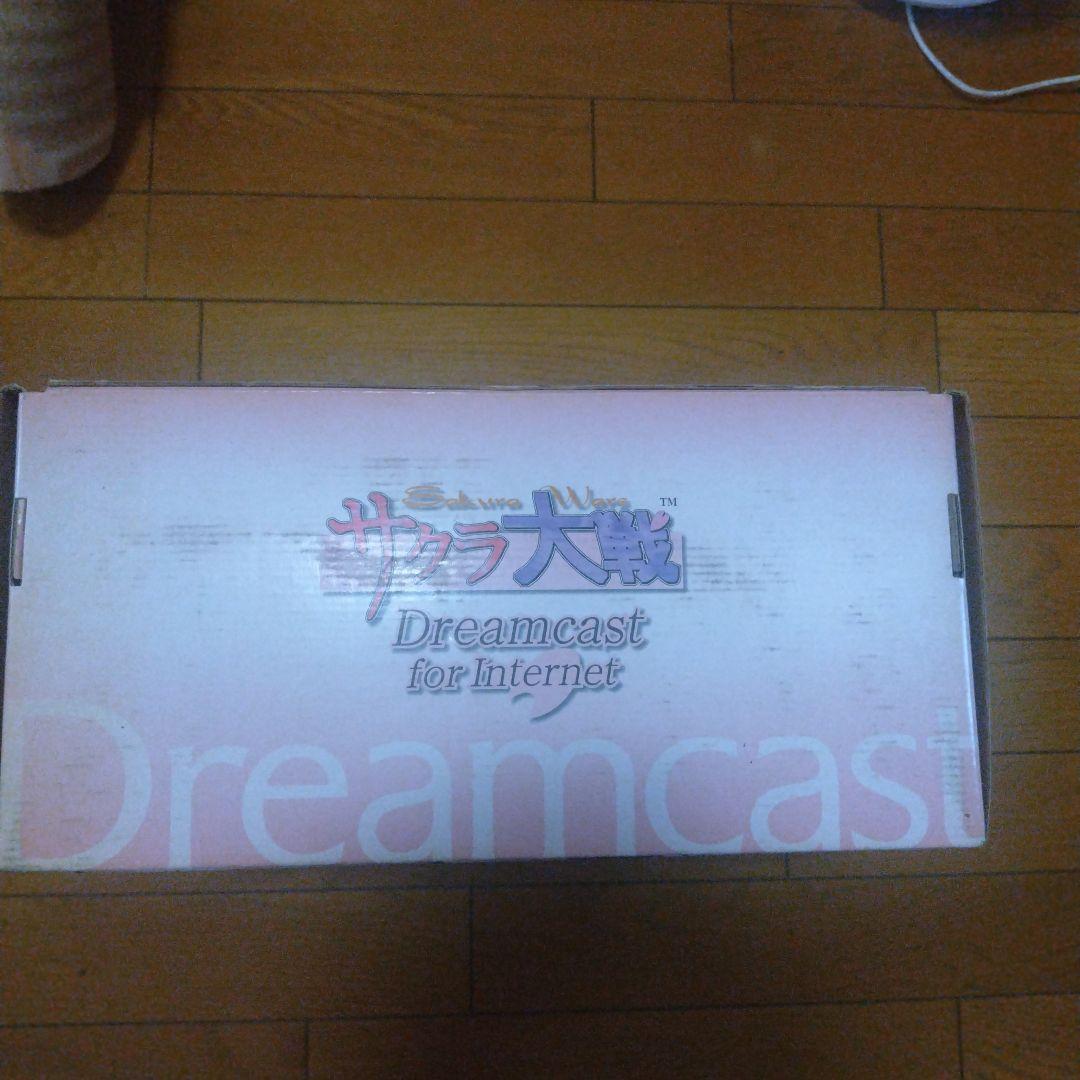 Sakura Wars
サクラ大戦™
Dreamcast
for Internet
Dreamcast